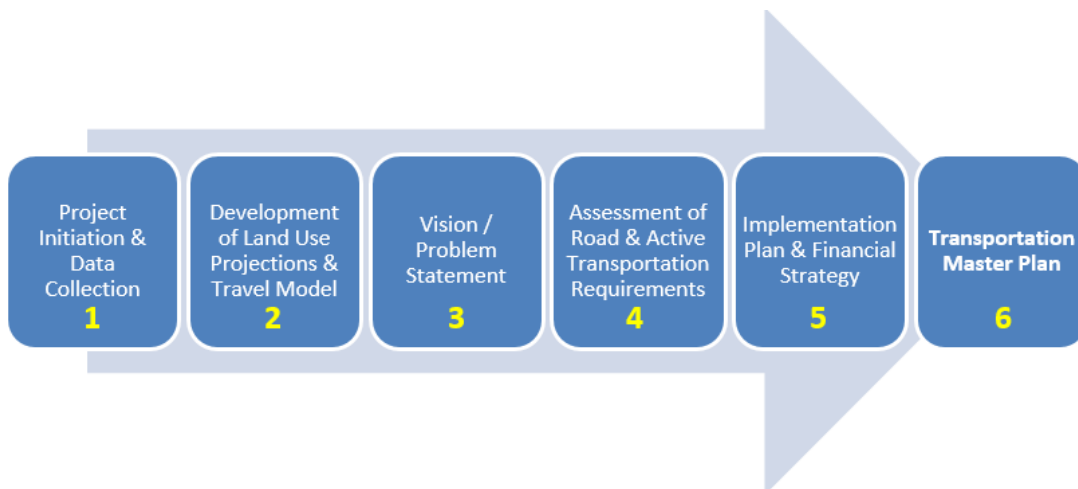 Project
Initiation &
Data
Collection
1
Development
of Land Use
Projections &
Travel Model
2
Vision /
Problem
Statement
3
Assessment of
Road & Active
Transportation
Requirements
4
Implementation
Plan & Financial
Strategy
5
Transportation
Master Plan
6